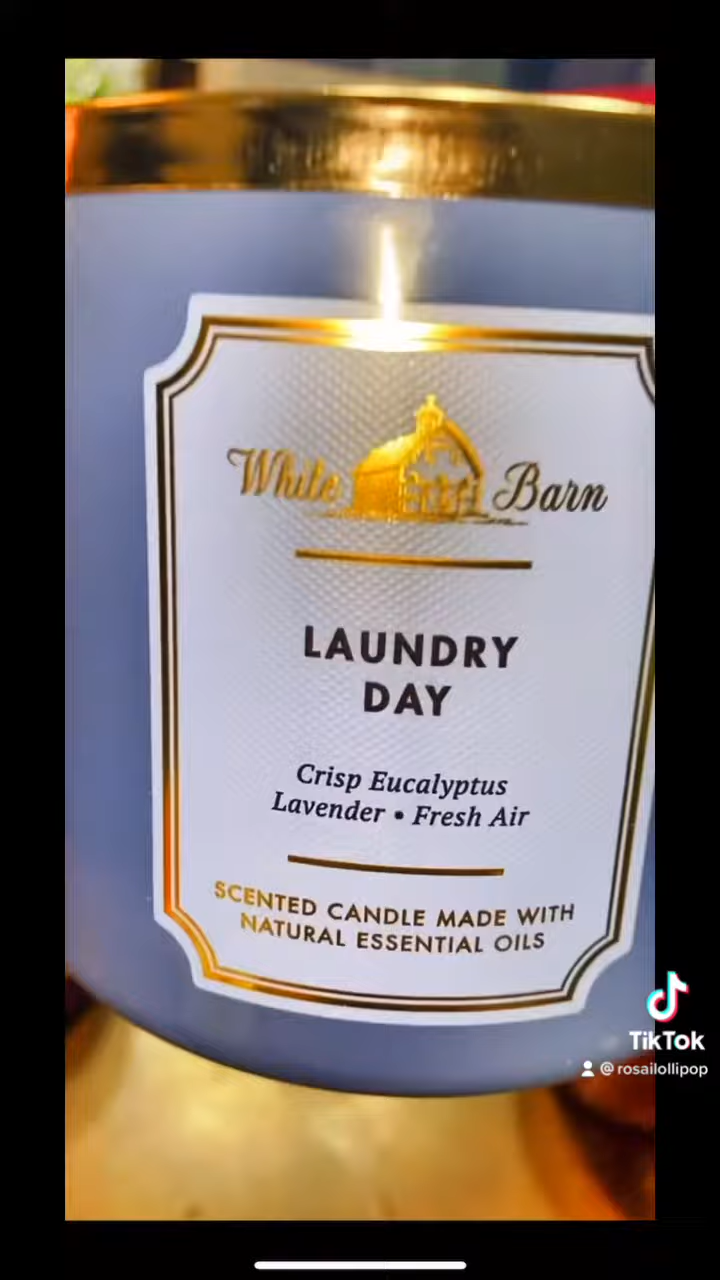 White Barn
LAUNDRY
DAY
Crisp Eucalyptus
Lavender • Fresh Air
SCENTED CANDLE MADE WITH
NATURAL ESSENTIAL OILS
TikTok
@rosailollipop